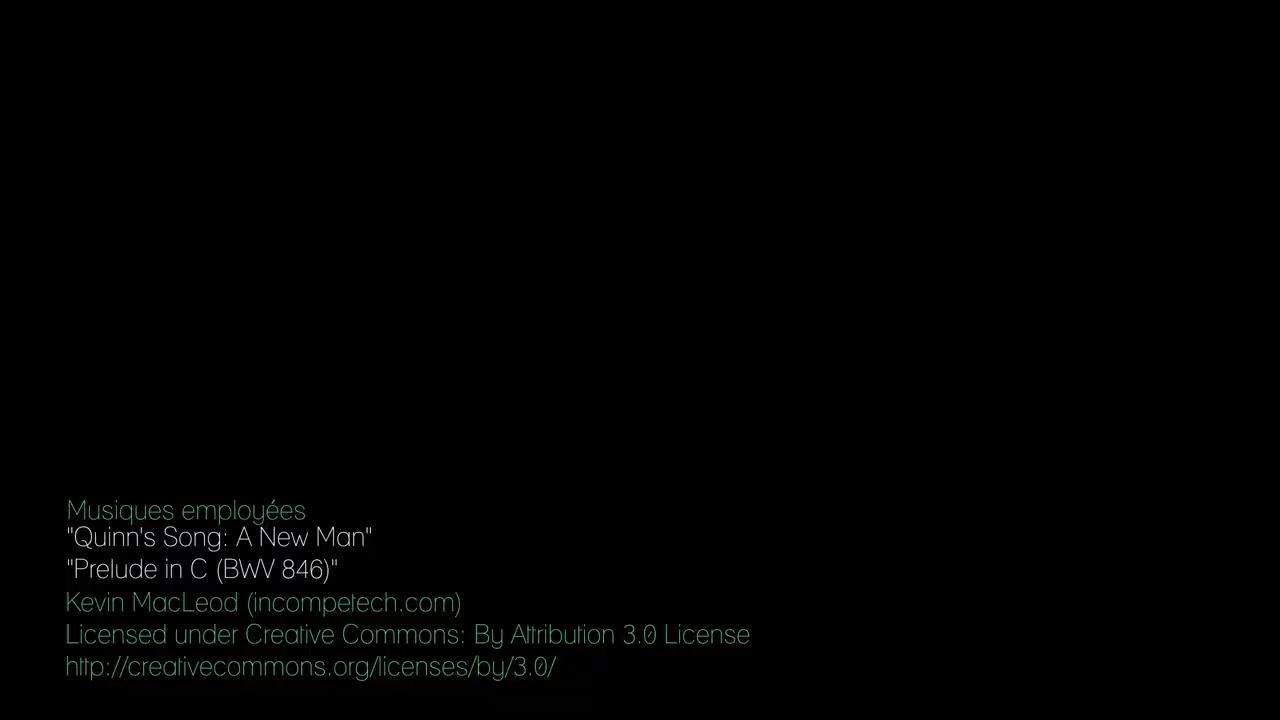 Musiques employées
"Quinn's Song: A New Man"
"Prelude in C (BWV 846)"
Kevin MacLeod (incompetech.com)
Licensed under Creative Commons: By Attribution 3.0 License
http://creativecommons.org/licenses/by/3.0/